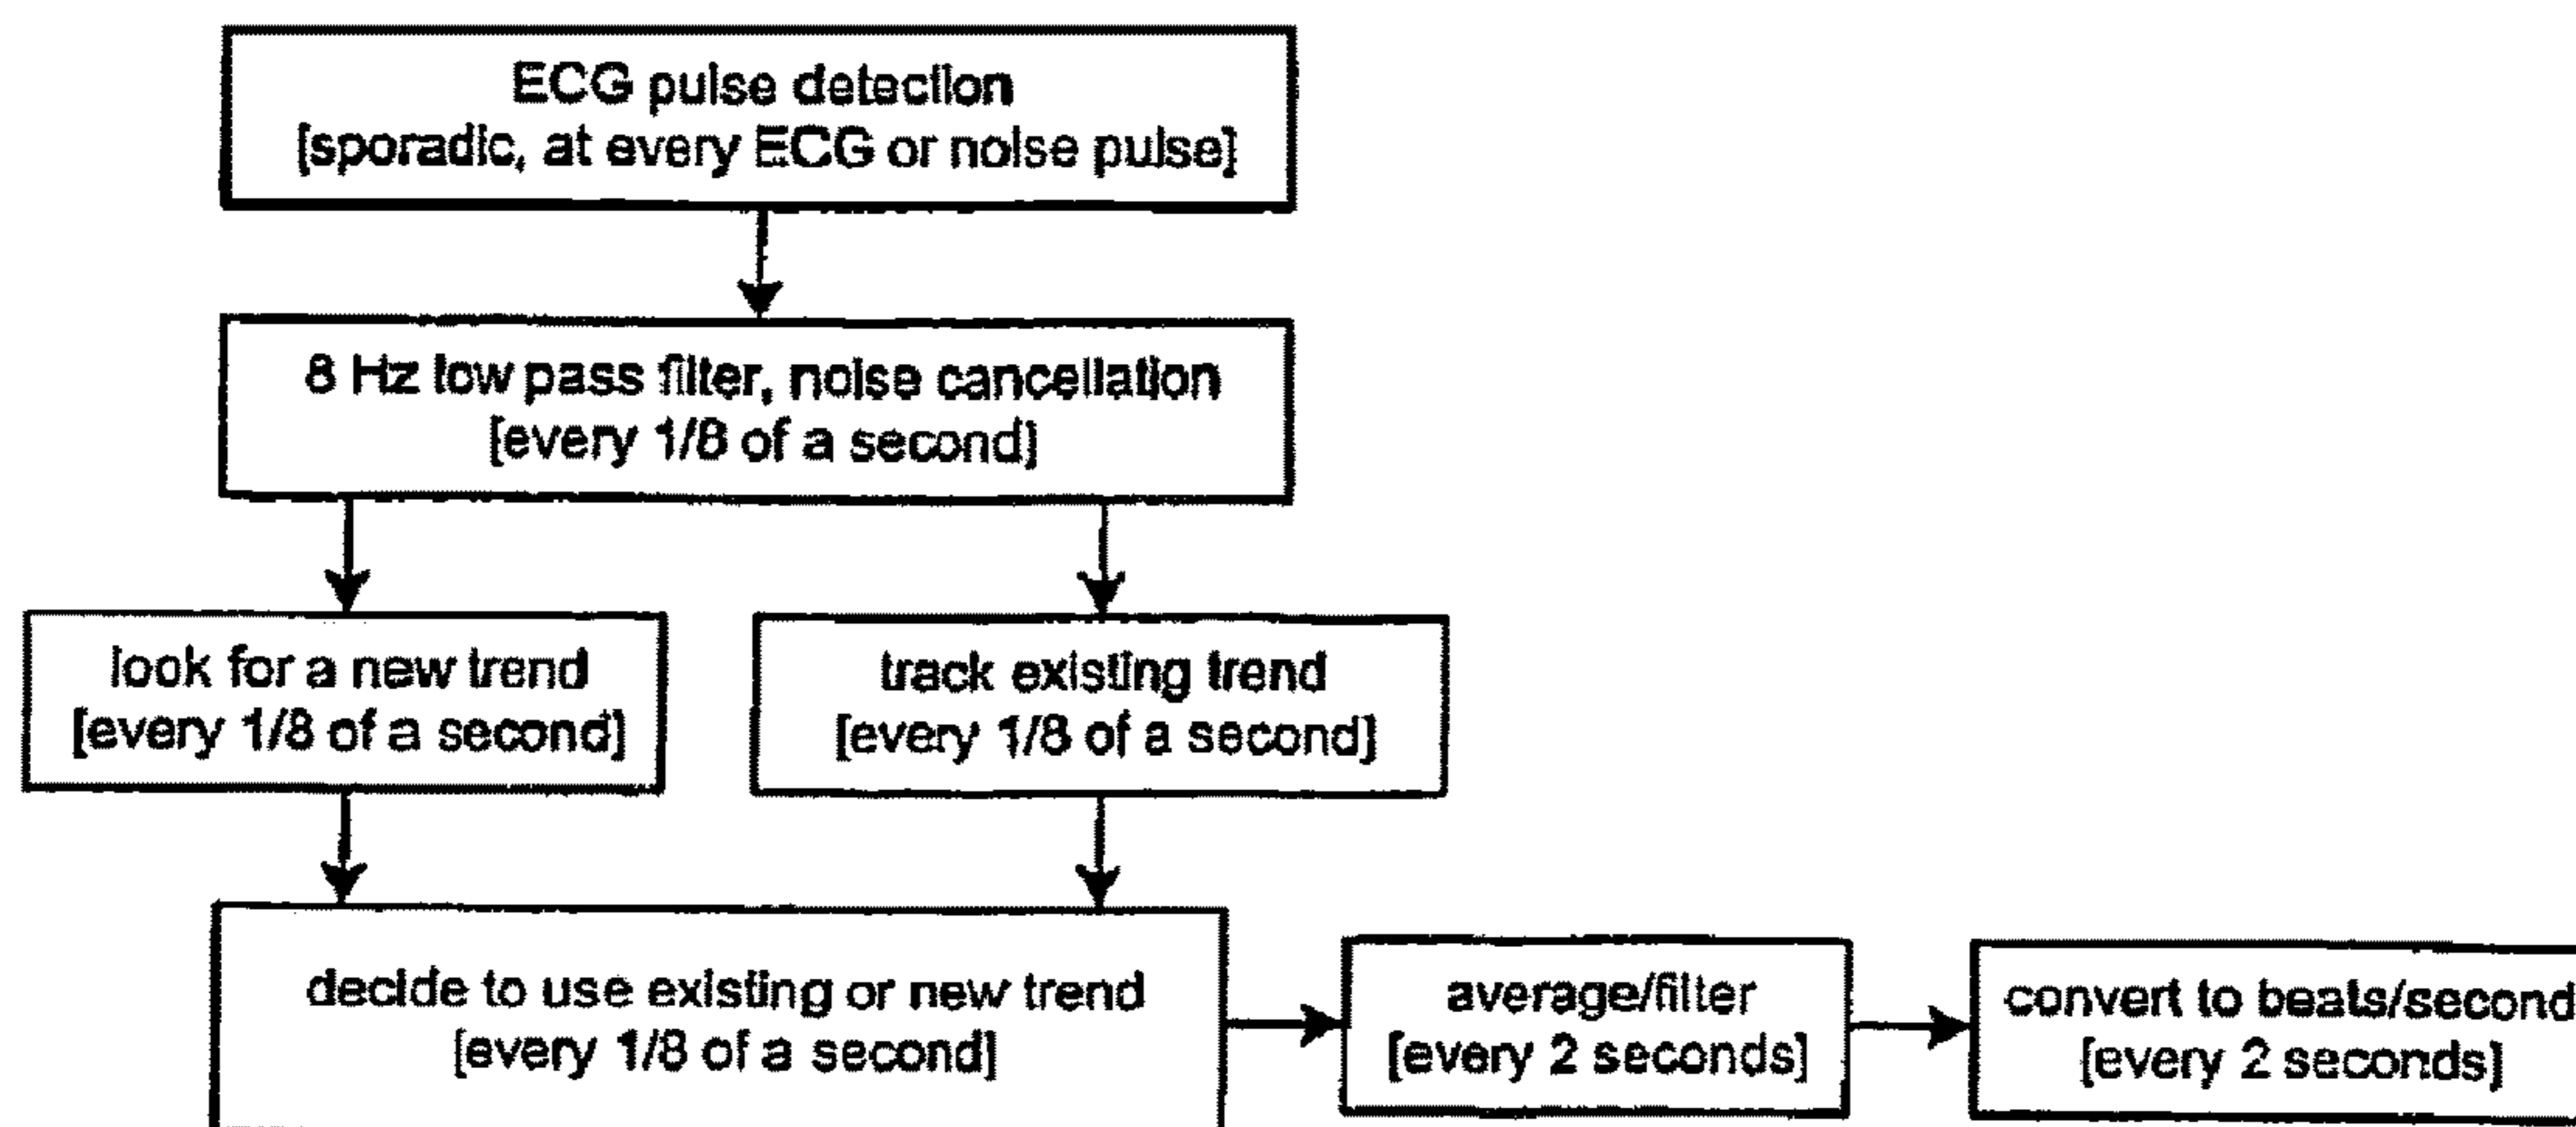 ECG pulse detection
[sporadic, at every ECG or noise pulse]
8 Hz low pass filter, noise cancellation
[every 1/8 of a second]
look for a new trend
[every 1/8 of a second]
track existing trend
[every 1/8 of a second]
decide to use existing or new trend
[every 1/8 of a second]
average/filter
[every 2 seconds]
convert to beats/second
[every 2 seconds]